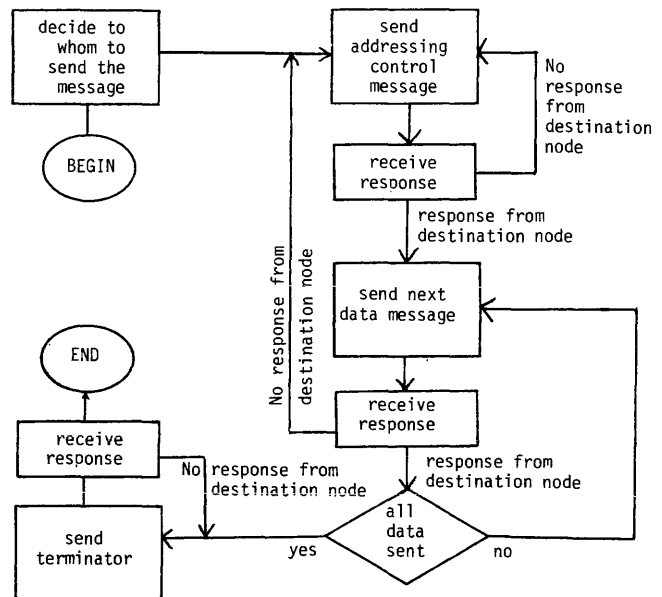 decide to
whom to
send the
message
BEGIN
send
addressing
control
message
No
response
from
destination
node
receive
response
response from
destination node
send next
data message
No response from
destination node
receive
response
response from
destination node
all
data
sent
yes
no
END
receive
response
No response from
destination node
send
terminator